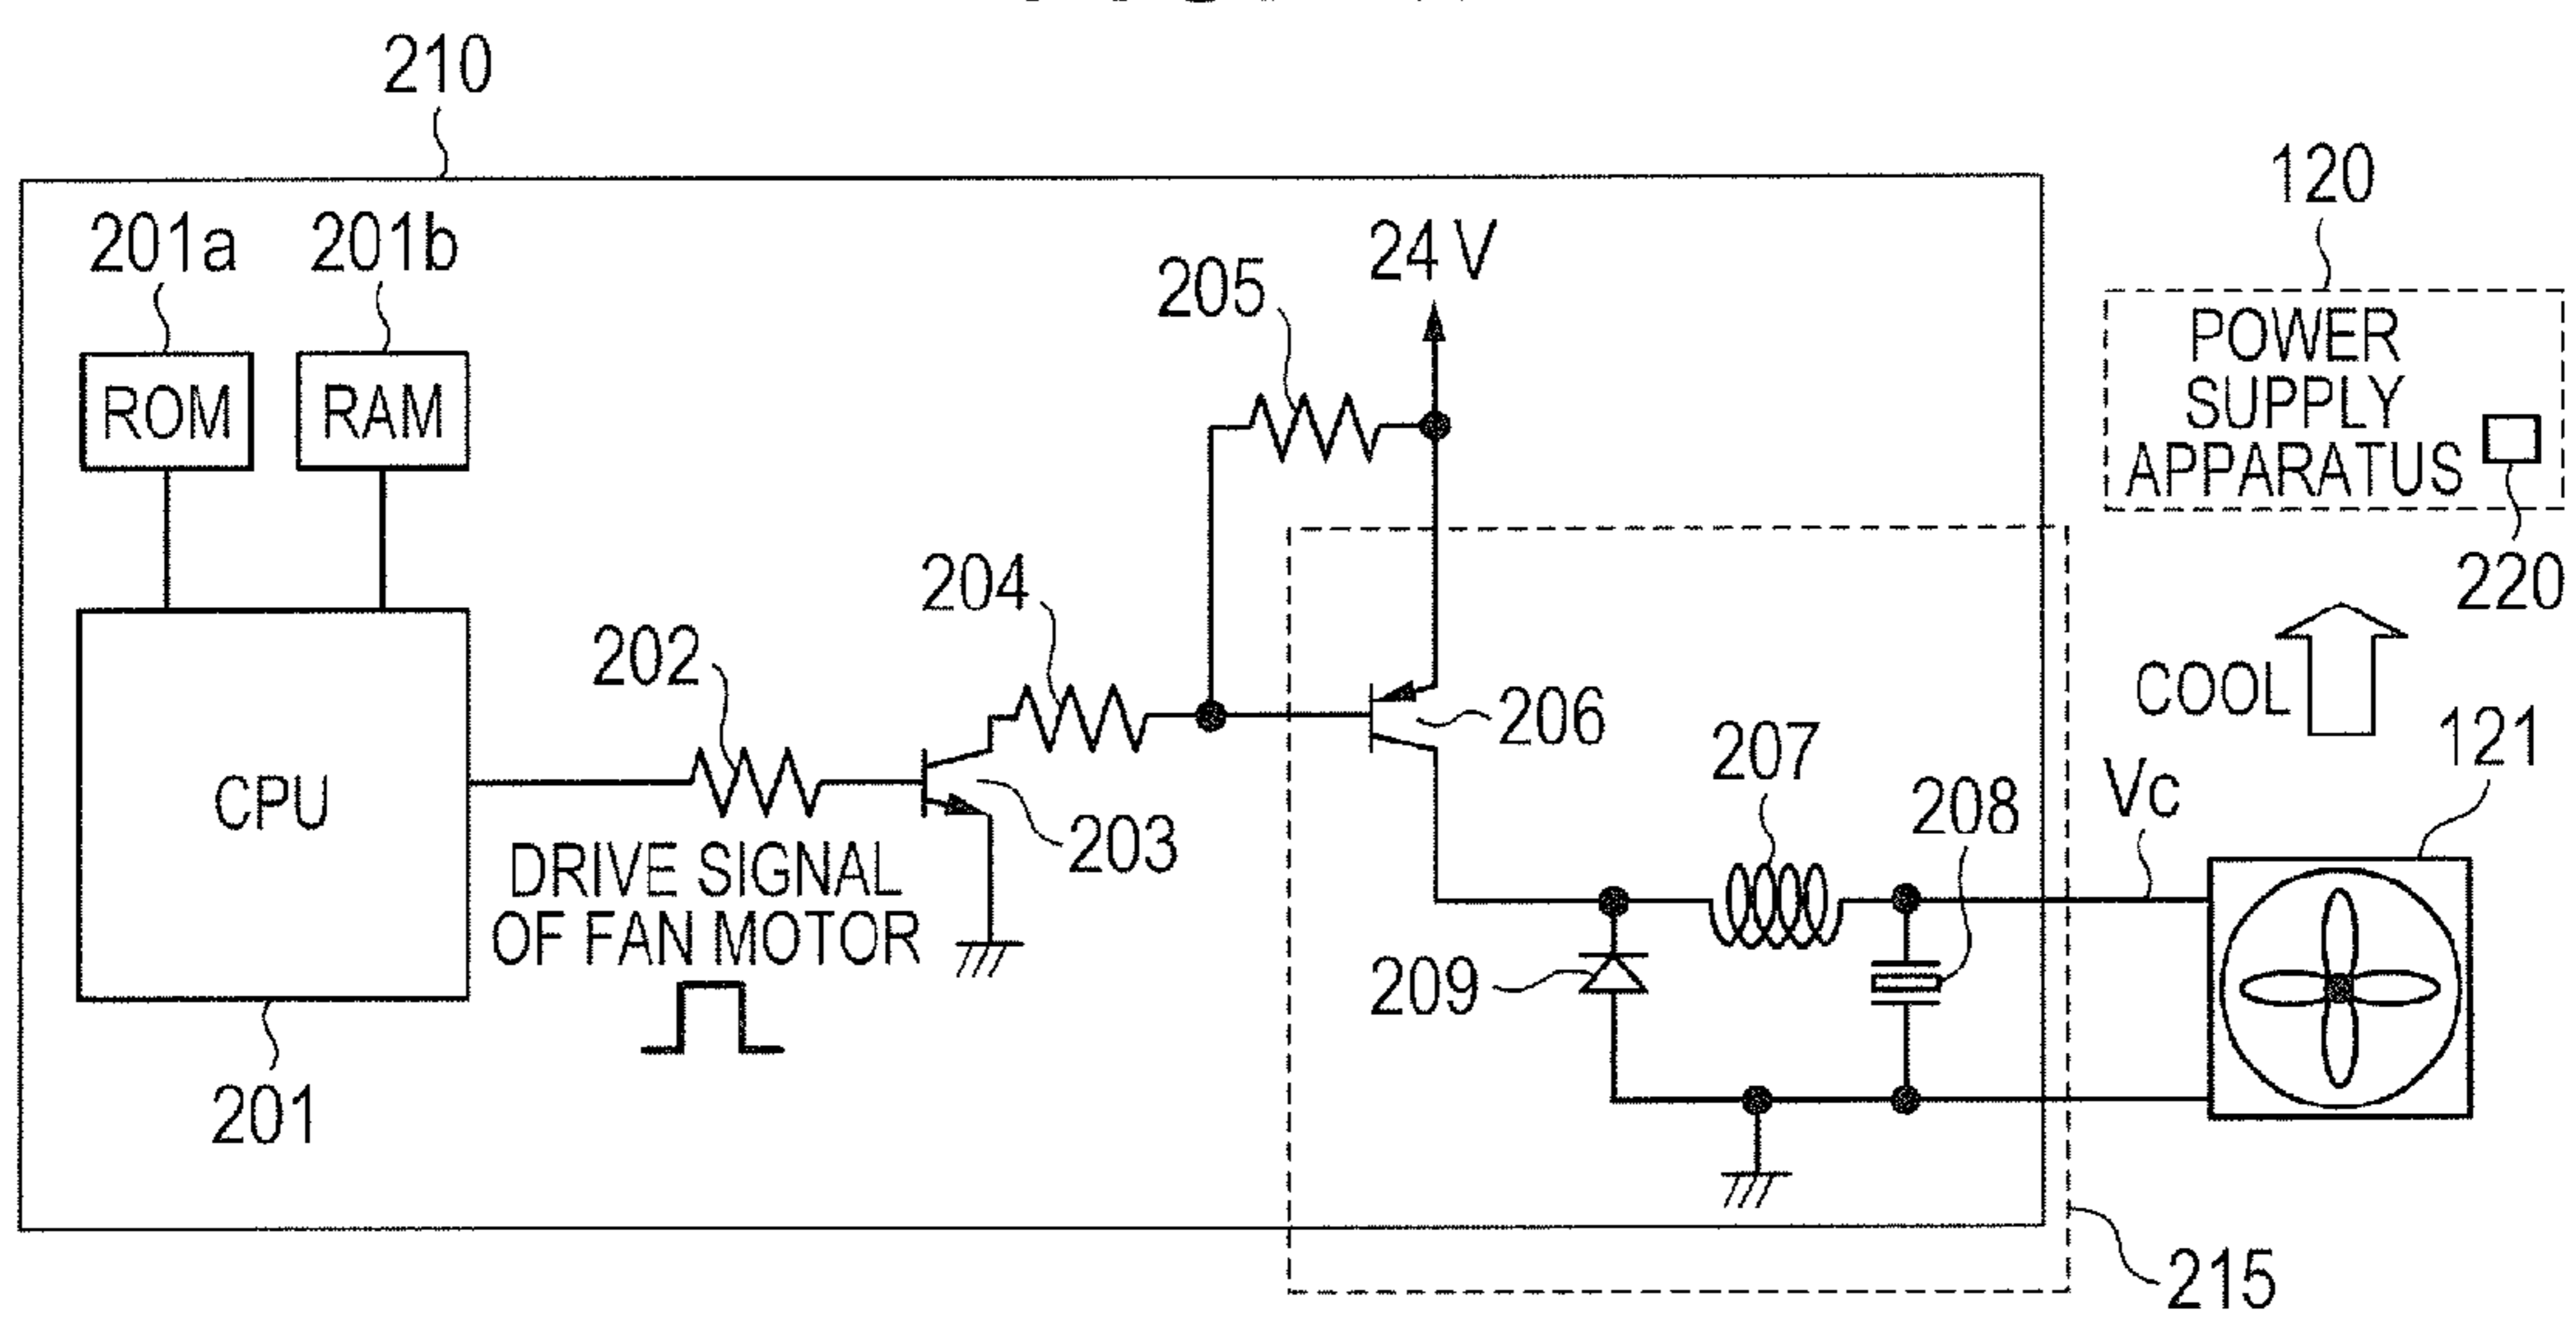 210
120
201a
201b
24 V
205
ROM
RAM
POWER
SUPPLY
APPARATUS
220
204
202
206
COOL
121
207
Vc
208
CPU
203
DRIVE SIGNAL
OF FAN MOTOR
209
201
215